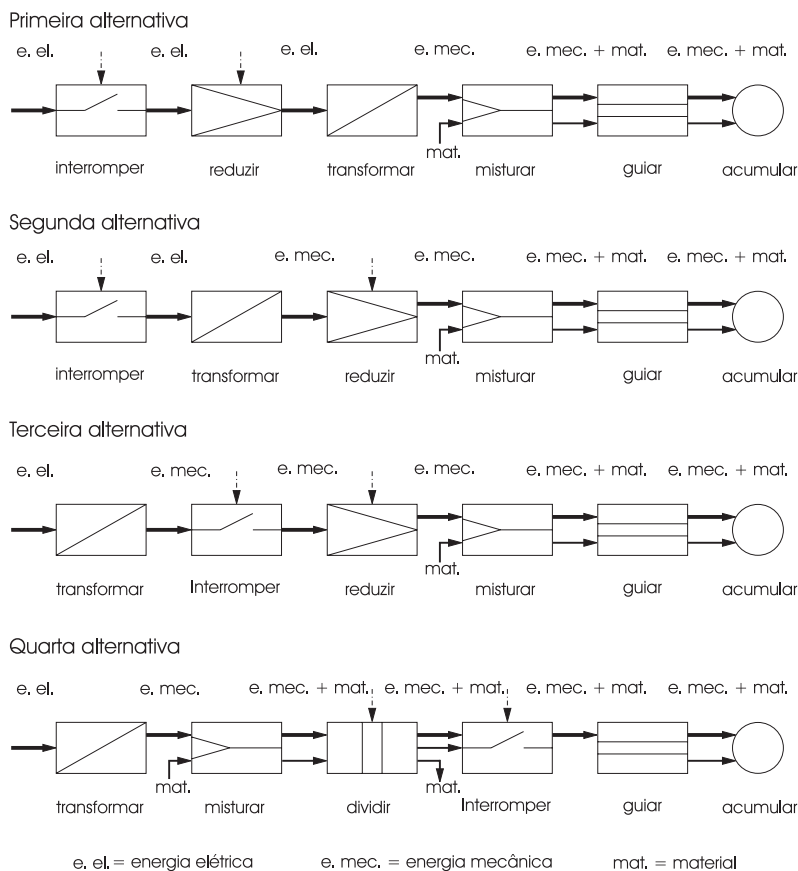 Primeira alternativa
e. el. e. el. e. el. e. mec. e. mec. + mat. e. mec. + mat.
mat.
interromper reduzir transformar misturar guiar acumular
Segunda alternativa
e. el. e. el. e. mec. e. mec. e. mec. + mat. e. mec. + mat.
mat.
interromper transformar reduzir misturar guiar acumular
Terceira alternativa
e. el. e. mec. e. mec. e. mec. e. mec. + mat. e. mec. + mat.
mat.
transformar Interromper reduzir misturar guiar acumular
Quarta alternativa
e. el. e. mec. e. mec. + mat. e. mec. + mat. e. mec. + mat. e. mec. + mat.
mat. mat.
transformar misturar dividir Interromper guiar acumular
e. el. = energia elétrica e. mec. = energia mecânica mat. = material